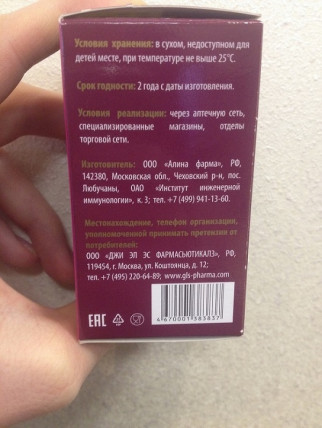 Условия хранения: в сухом, недоступном для
детей месте, при температуре не выше 25°С.
Срок годности: 2 года с даты изготовления.
Условия реализации: через аптечную сеть,
специализированные магазины, отделы
торговой сети.
Изготовитель: ООО «Алина фарма», РФ,
142380, Московская обл., Чеховский р-н, пос.
Любучаны, ОАО «Институт инженерной
иммунологии», к. 3; тел. +7 (499) 941-13-60.
Местонахождение, телефон организации,
уполномоченной принимать претензии от
потребителей:
ООО «ДЖИ ЭЛ ЭС ФАРМАСЬЮТИКАЛЗ», РФ,
119454, г. Москва, ул. Коштоянца, д. 12;
тел. +7 (495) 220-64-89; www.gls-pharma.com
EAC
4 670001 383837